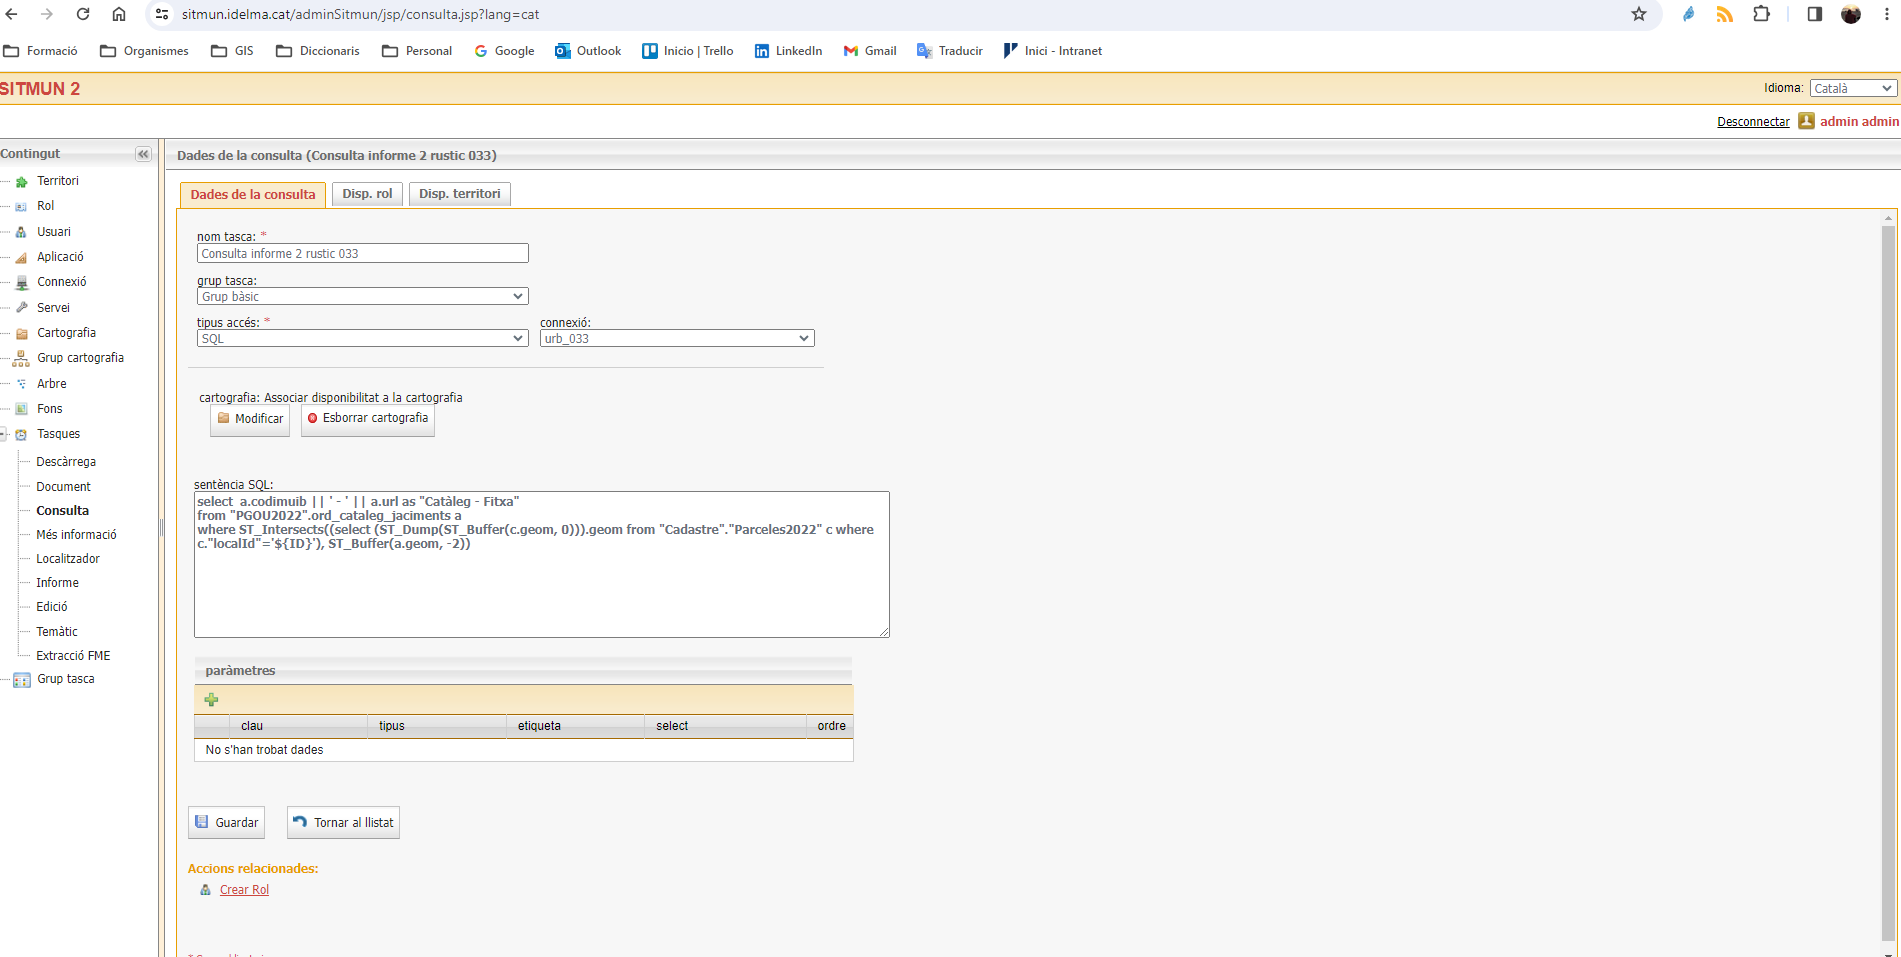 sitmun.idelma.cat/adminSitmun/jsp/consulta.jsp?lang=cat
Formació Organismes GIS Diccionaris Personal Google Outlook Inicio | Trello LinkedIn Gmail Traducir Inici - Intranet
SITMUN 2
Idioma: Català
Desconnectar admin admin
Contingut
Territori
Rol
Usuari
Aplicació
Connexió
Servei
Cartografia
Grup cartografia
Arbre
Fons
Tasques
Descàrrega
Document
Consulta
Més informació
Localitzador
Informe
Edició
Temàtic
Extracció FME
Grup tasca
Dades de la consulta (Consulta informe 2 rustic 033)
Dades de la consulta Disp. rol Disp. territori
nom tasca: *
Consulta informe 2 rustic 033
grup tasca:
Grup bàsic
tipus accés: * connexió:
SQL urb_033
cartografia: Associar disponibilitat a la cartografia
Modificar Esborrar cartografia
sentència SQL:
select a.codimuib || ' - ' || a.url as "Catàleg - Fitxa"
from "PGOU2022".ord_cataleg_jaciments a
where ST_Intersects((select (ST_Dump(ST_Buffer(c.geom, 0))).geom from "Cadastre"."Parceles2022" c where
c."localId"='${ID}'), ST_Buffer(a.geom, -2))
paràmetres
clau tipus etiqueta select ordre
No s'han trobat dades
Guardar Tornar al llistat
Accions relacionades:
Crear Rol